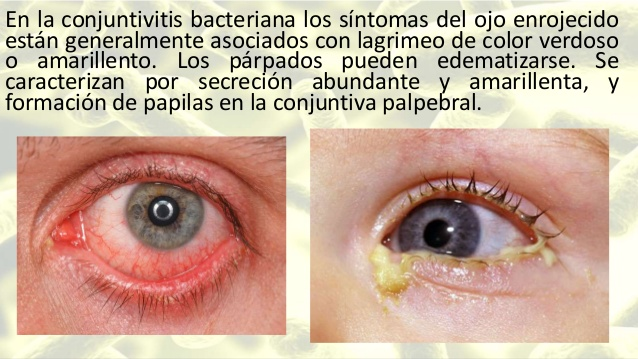 En la conjuntivitis bacteriana los síntomas del ojo enrojecido
están generalmente asociados con lagrimeo de color verdoso
o amarillento. Los párpados pueden edematizarse. Se
caracterizan por secreción abundante y amarillenta, y
formación de papilas en la conjuntiva palpebral.